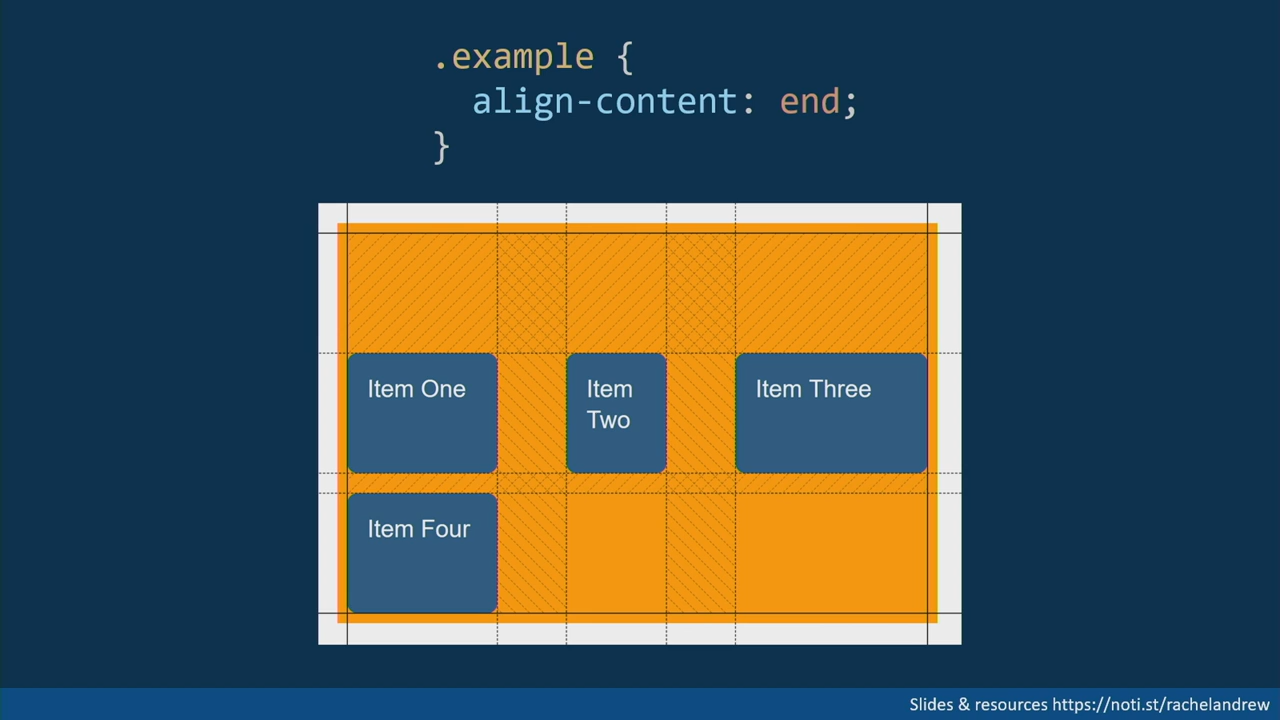 .example {
align-content: end;
}
Item One
Item
Two
Item Three
Item Four
Slides & resources https://noti.st/rachelandrew